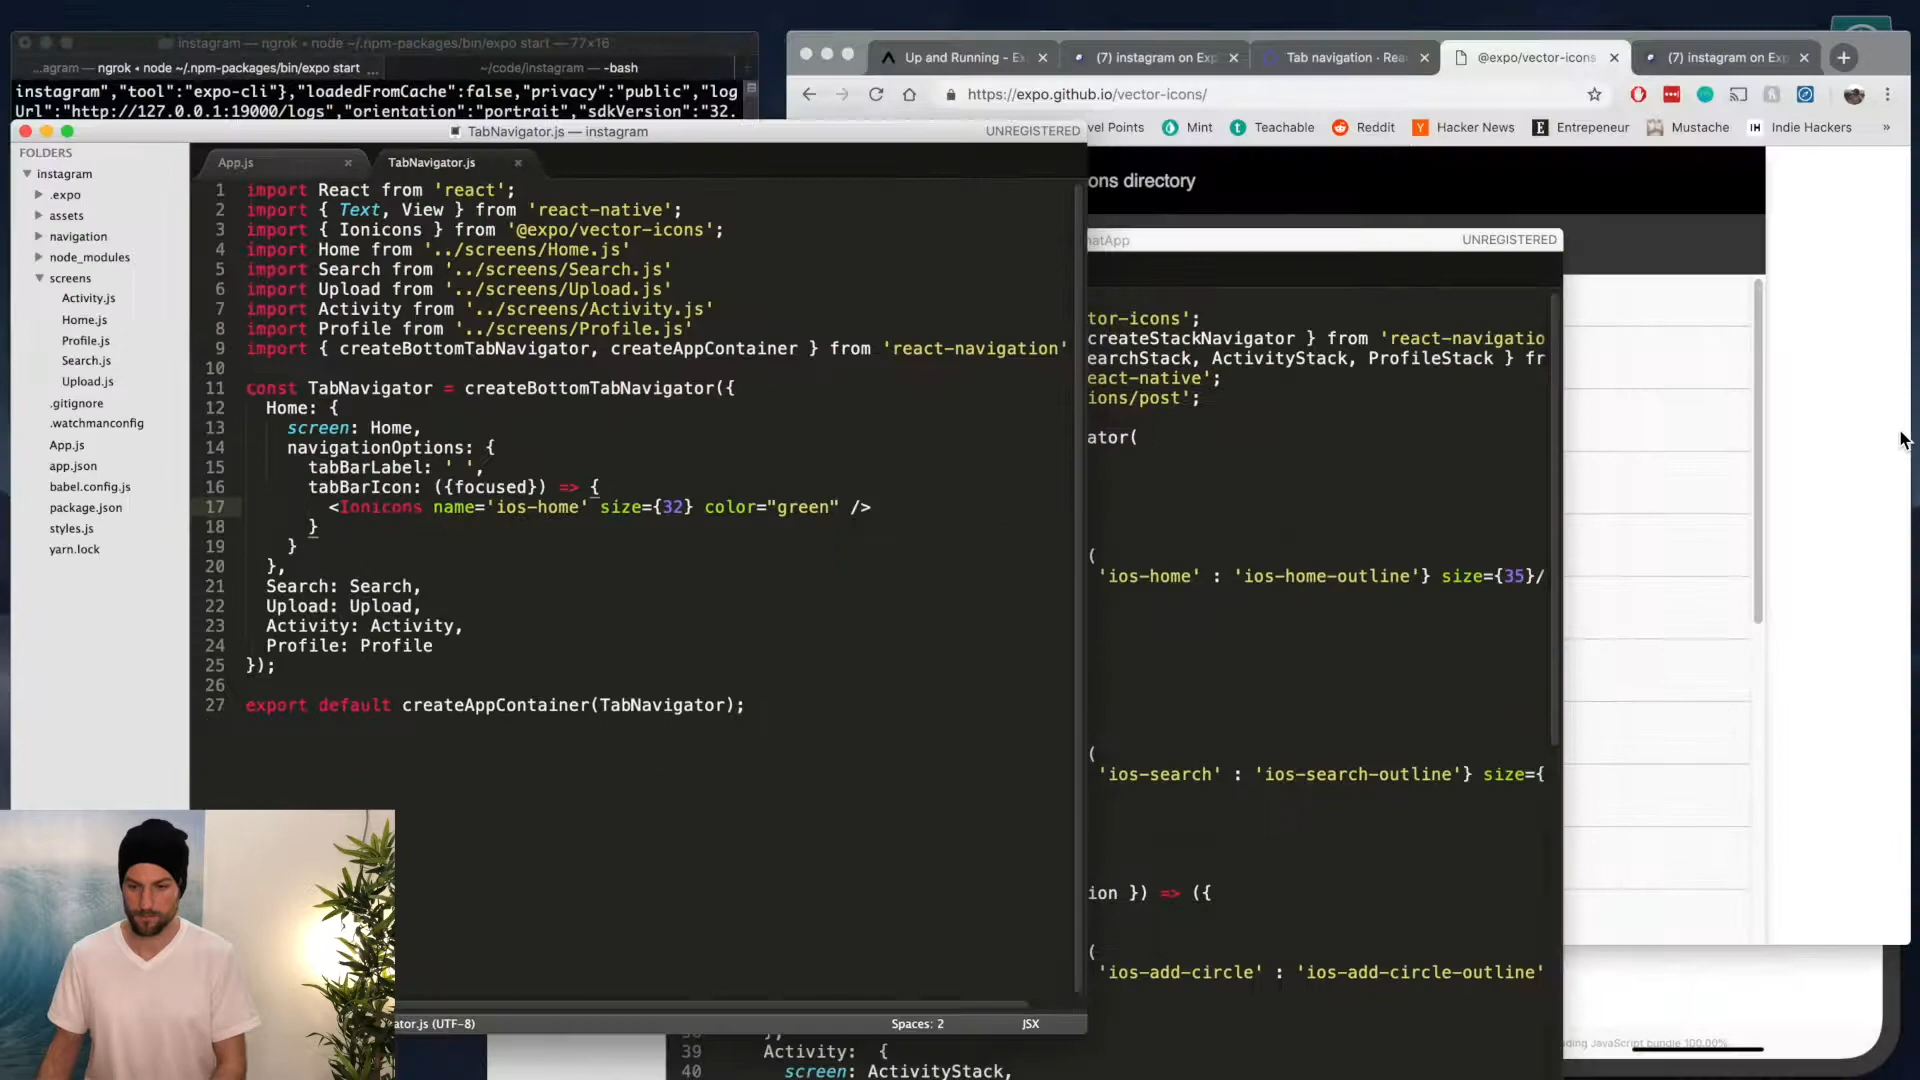 instagram — ngrok • node ~/.npm-packages/bin/expo start — 77×16
...agram — ngrok • node ~/.npm-packages/bin/expo start ...
~/code/instagram — -bash
instagram","tool":"expo-cli"},"loadedFromCache":false,"privacy":"public","log
Url":"http://127.0.0.1:19000/logs","orientation":"portrait","sdkVersion":"32.
Up and Running - Ex
(7) instagram on Exp
Tab navigation · Rea
@expo/vector-icons
(7) instagram on Exp
https://expo.github.io/vector-icons/
vel Points
Mint
Teachable
Reddit
Hacker News
Entrepeneur
Mustache
IH
Indie Hackers
»
ons directory
TabNavigator.js — instagram
UNREGISTERED
FOLDERS
instagram
.expo
assets
navigation
node_modules
screens
Activity.js
Home.js
Profile.js
Search.js
Upload.js
.gitignore
.watchmanconfig
App.js
app.json
babel.config.js
package.json
styles.js
yarn.lock
App.js
TabNavigator.js
1 import React from 'react';
2 import { Text, View } from 'react-native';
3 import { Ionicons } from '@expo/vector-icons';
4 import Home from '../screens/Home.js'
5 import Search from '../screens/Search.js'
6 import Upload from '../screens/Upload.js'
7 import Activity from '../screens/Activity.js'
8 import Profile from '../screens/Profile.js'
9 import { createBottomTabNavigator, createAppContainer } from 'react-navigation'
10
11 const TabNavigator = createBottomTabNavigator({
12 Home: {
13 screen: Home,
14 navigationOptions: {
15 tabBarLabel: ' ',
16 tabBarIcon: ({focused}) => {
17 <Ionicons name='ios-home' size={32} color="green" />
18 }
19 }
20 },
21 Search: Search,
22 Upload: Upload,
23 Activity: Activity,
24 Profile: Profile
25 });
26
27 export default createAppContainer(TabNavigator);
ator.js (UTF-8)
Spaces: 2
JSX
hatApp
UNREGISTERED
tor-icons';
createStackNavigator } from 'react-navigatio
earchStack, ActivityStack, ProfileStack } fr
eact-native';
ions/post';
ator(
(
'ios-home' : 'ios-home-outline'} size={35}/
(
'ios-search' : 'ios-search-outline'} size={
ion }) => ({
(
'ios-add-circle' : 'ios-add-circle-outline'
39 Activity: {
40 screen: ActivityStack,
ding JavaScript bundle 100.00%